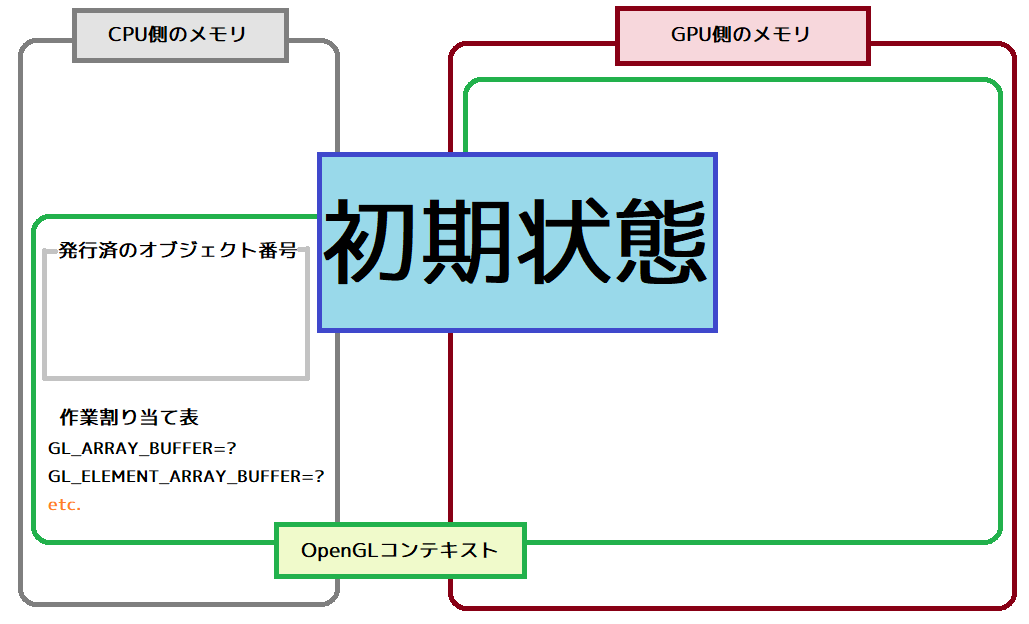 CPU側のメモリ
GPU側のメモリ
初期状態
発行済のオブジェクト番号
作業割り当て表
GL_ARRAY_BUFFER=?
GL_ELEMENT_ARRAY_BUFFER=?
etc.
OpenGLコンテキスト